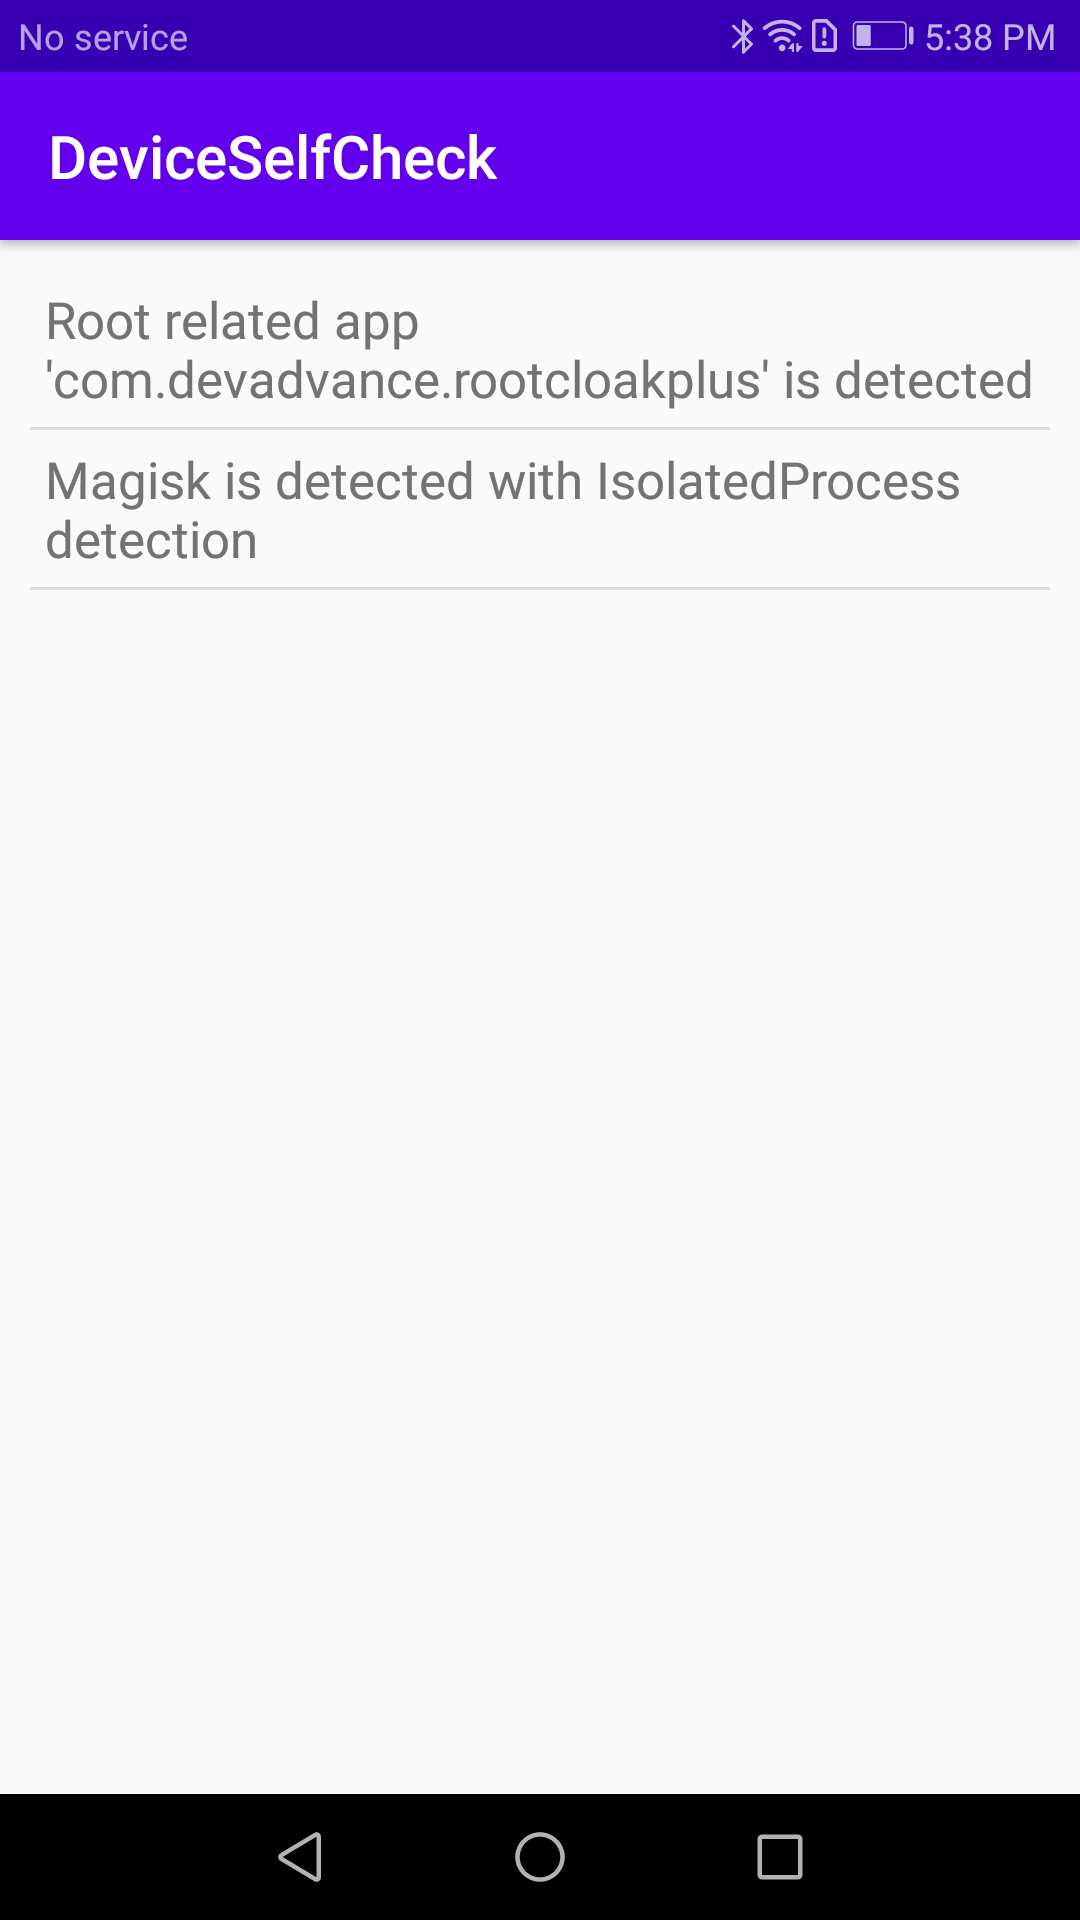 No service 5:38 PM
DeviceSelfCheck
Root related app
'com.devadvance.rootcloakplus' is detected
Magisk is detected with IsolatedProcess
detection